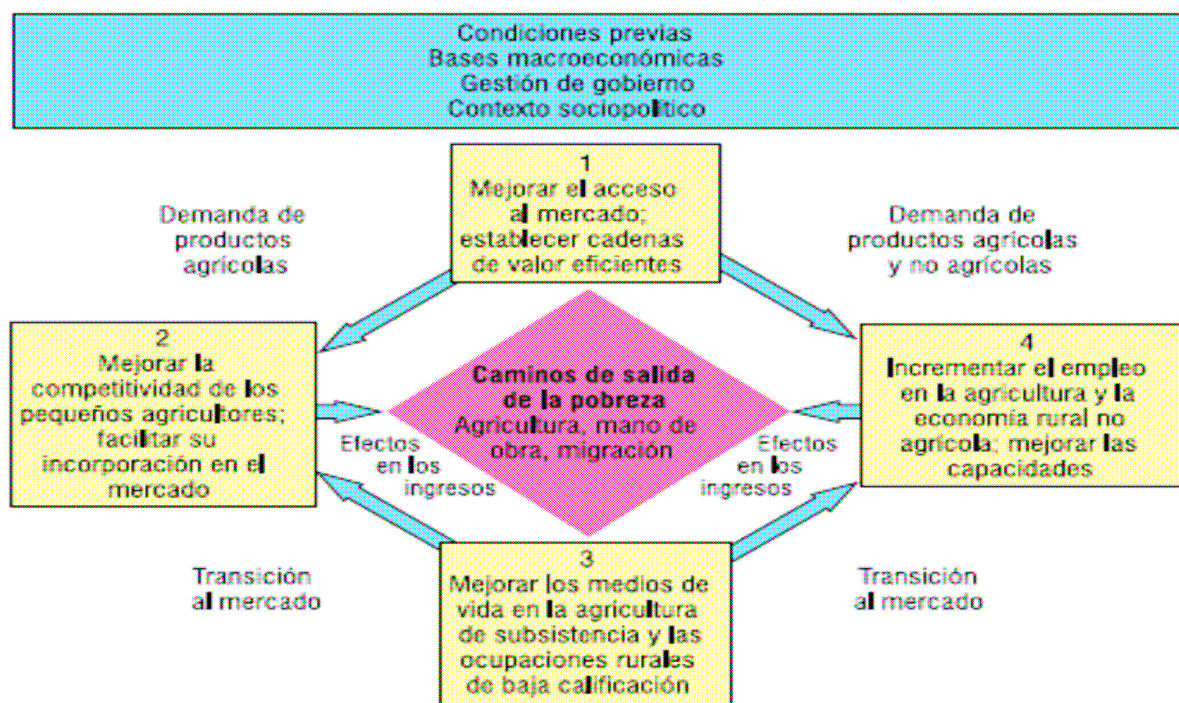 Condiciones previas
Bases macroeconómicas
Gestión de gobierno
Contexto sociopolítico
1
Mejorar el acceso
al mercado;
establecer cadenas
de valor eficientes
Demanda de
productos
agrícolas
Demanda de
productos agrícolas
y no agrícolas
2
Mejorar la
competitividad de los
pequeños agricultores;
facilitar su
incorporación en el
mercado
Caminos de salida
de la pobreza
Agricultura, mano de
obra, migración
4
Incrementar el empleo
en la agricultura y la
economía rural no
agrícola; mejorar las
capacidades
Efectos
en los
ingresos
Efectos
en los
ingresos
Transición
al mercado
3
Mejorar los medios de
vida en la agricultura
de subsistencia y las
ocupaciones rurales
de baja calificación
Transición
al mercado